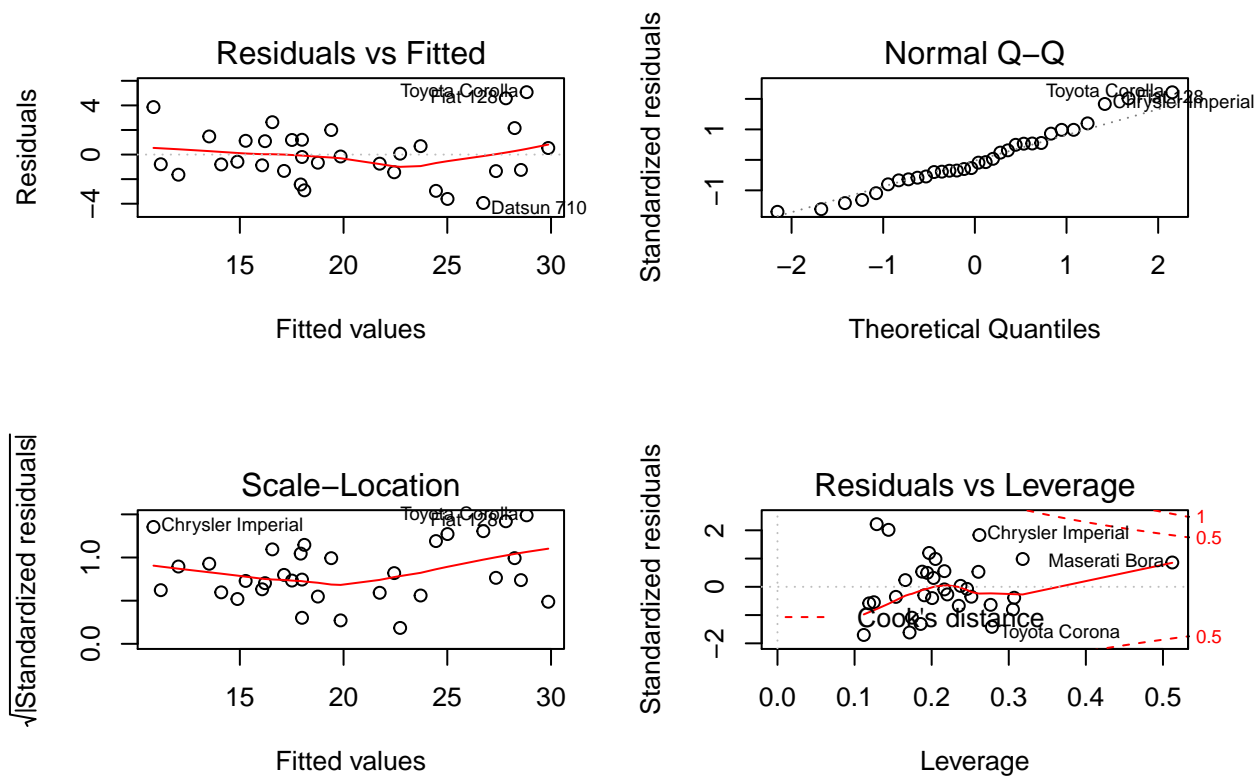 Residuals vs Fitted
Residuals
4
0
−4
Toyota Corolla
Fiat 128
Datsun 710
15
20
25
30
Fitted values
Normal Q−Q
Standardized residuals
1
−1
Toyota Corolla
Fiat 128
Chrysler Imperial
−2
−1
0
1
2
Theoretical Quantiles
Scale−Location
√|Standardized residuals|
1.0
0.0
Toyota Corolla
Fiat 128
Chrysler Imperial
15
20
25
30
Fitted values
Residuals vs Leverage
Standardized residuals
2
0
−2
Chrysler Imperial
Maserati Bora
Toyota Corona
Cook's distance
1
0.5
0.5
0.0
0.1
0.2
0.3
0.4
0.5
Leverage